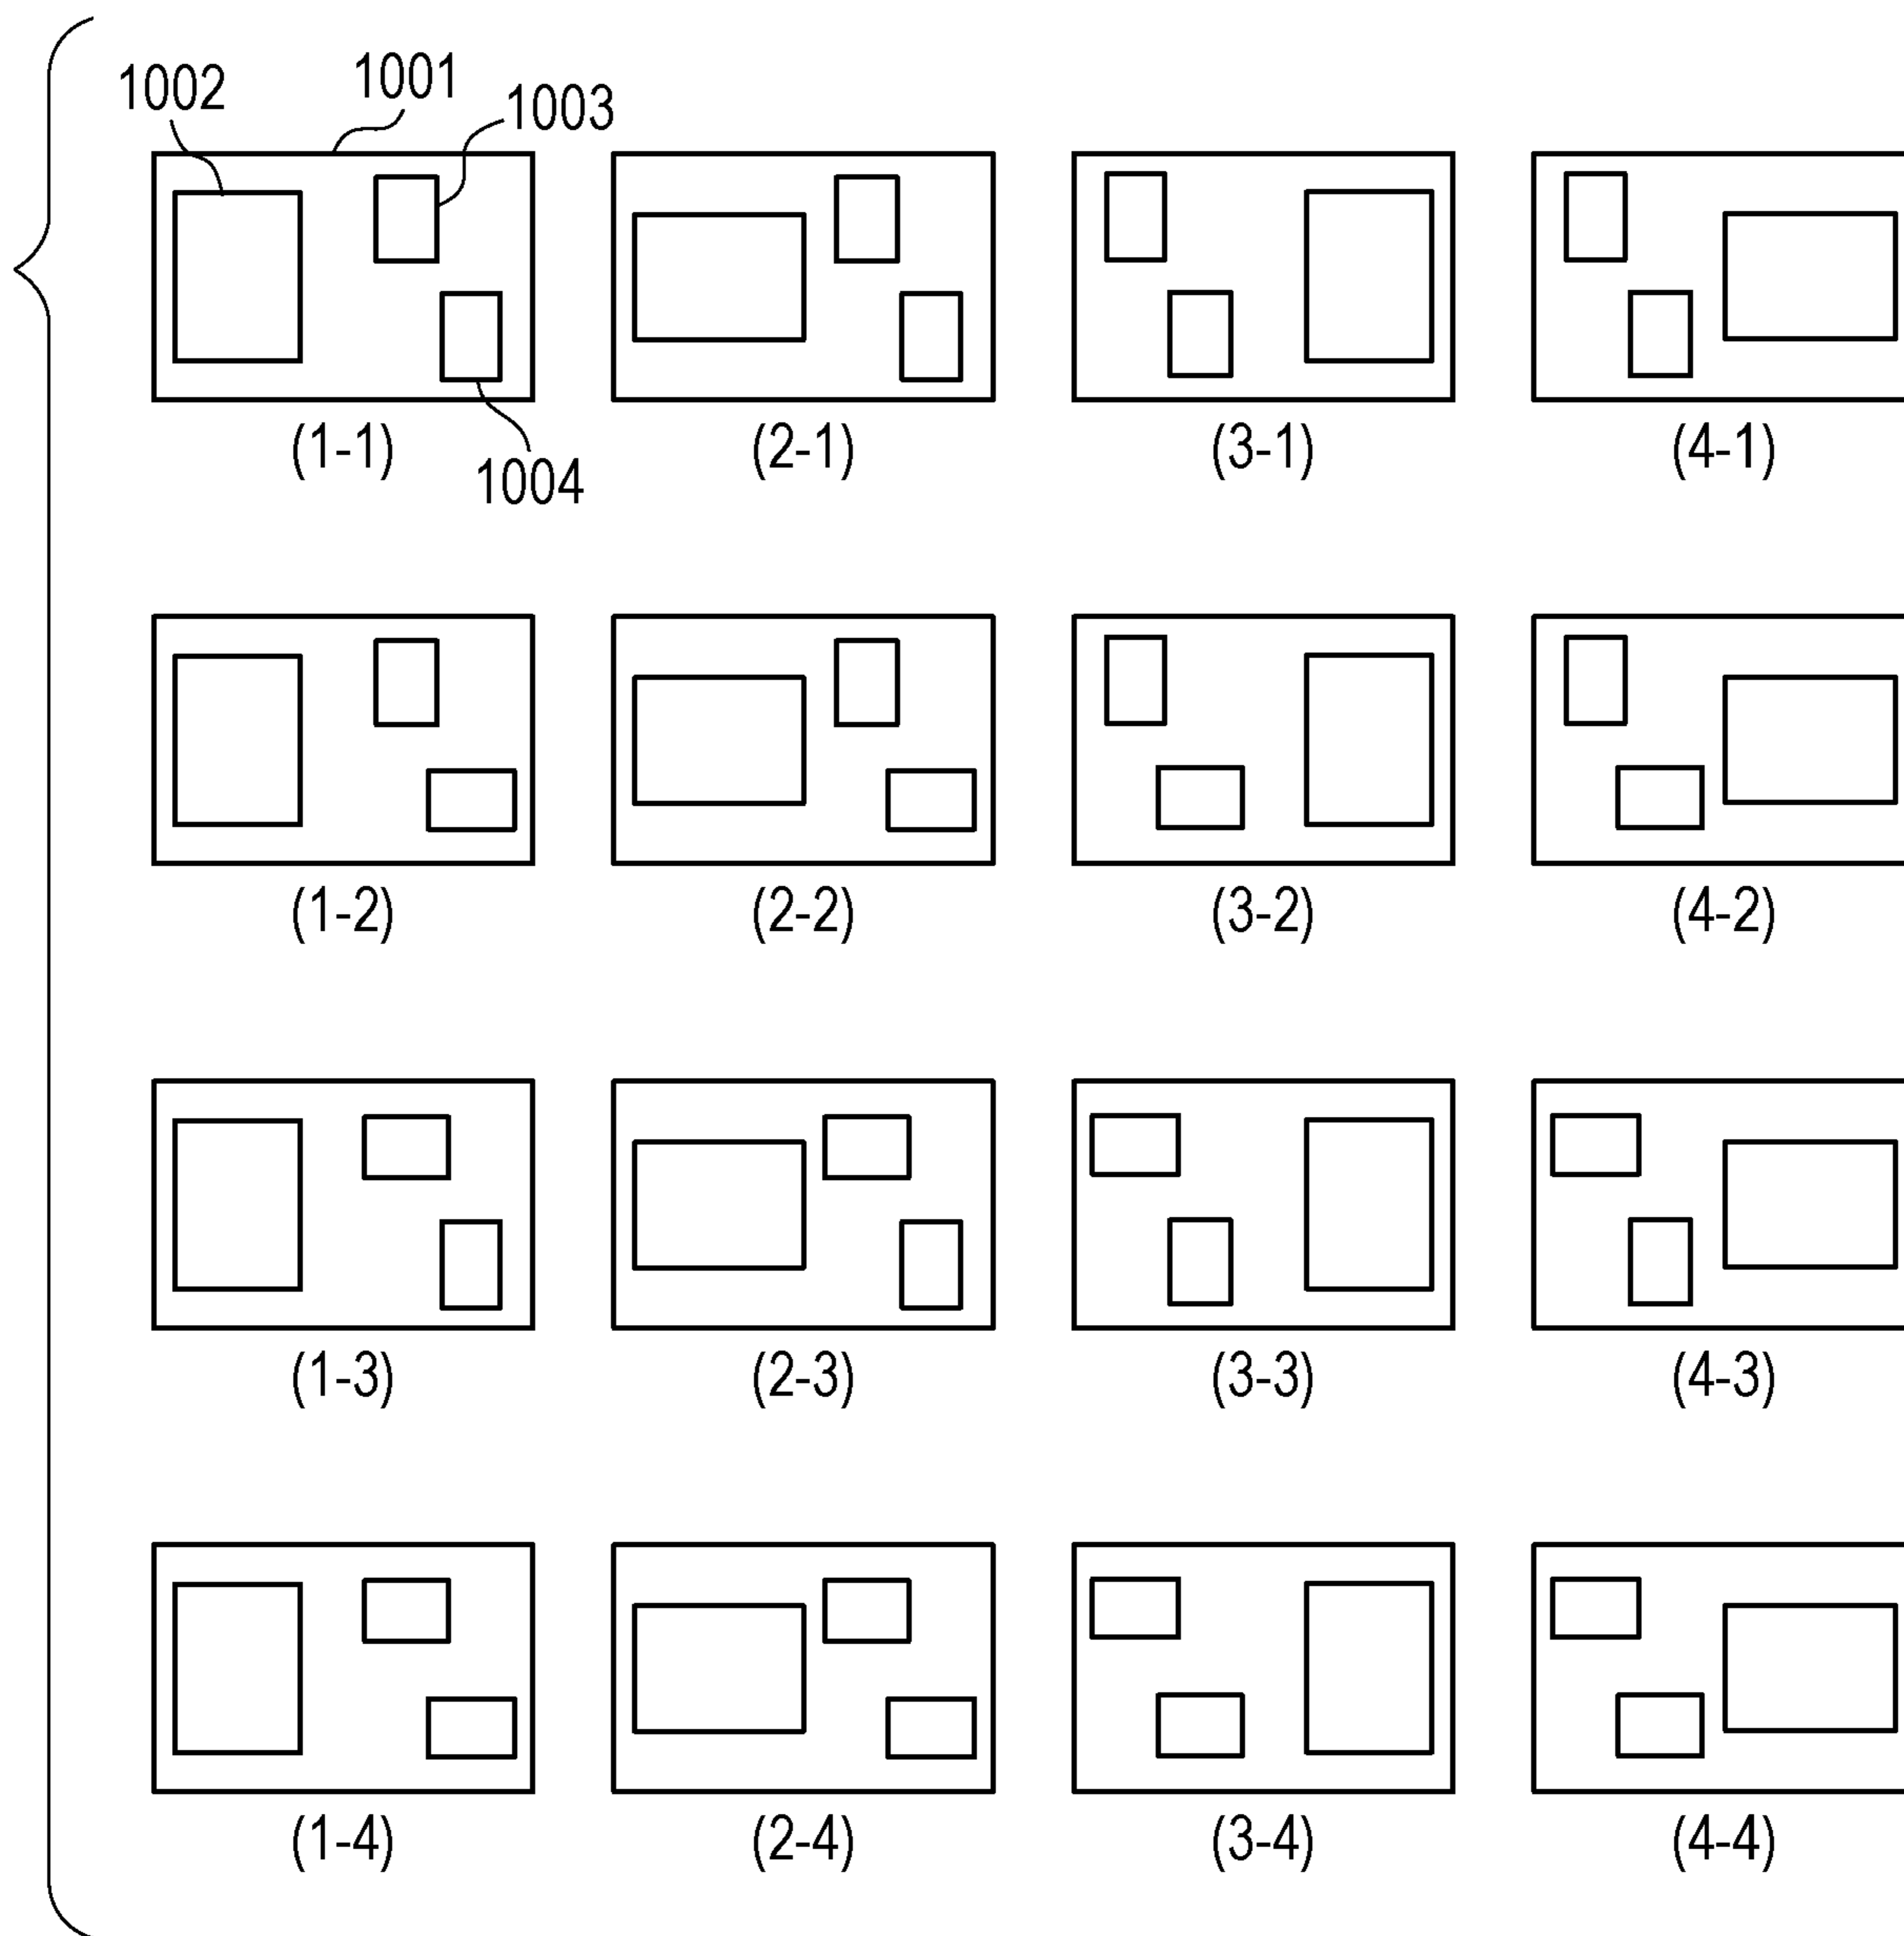 1002 1001 1003
(1-1) (2-1) (3-1) (4-1)
1004
(1-2) (2-2) (3-2) (4-2)
(1-3) (2-3) (3-3) (4-3)
(1-4) (2-4) (3-4) (4-4)